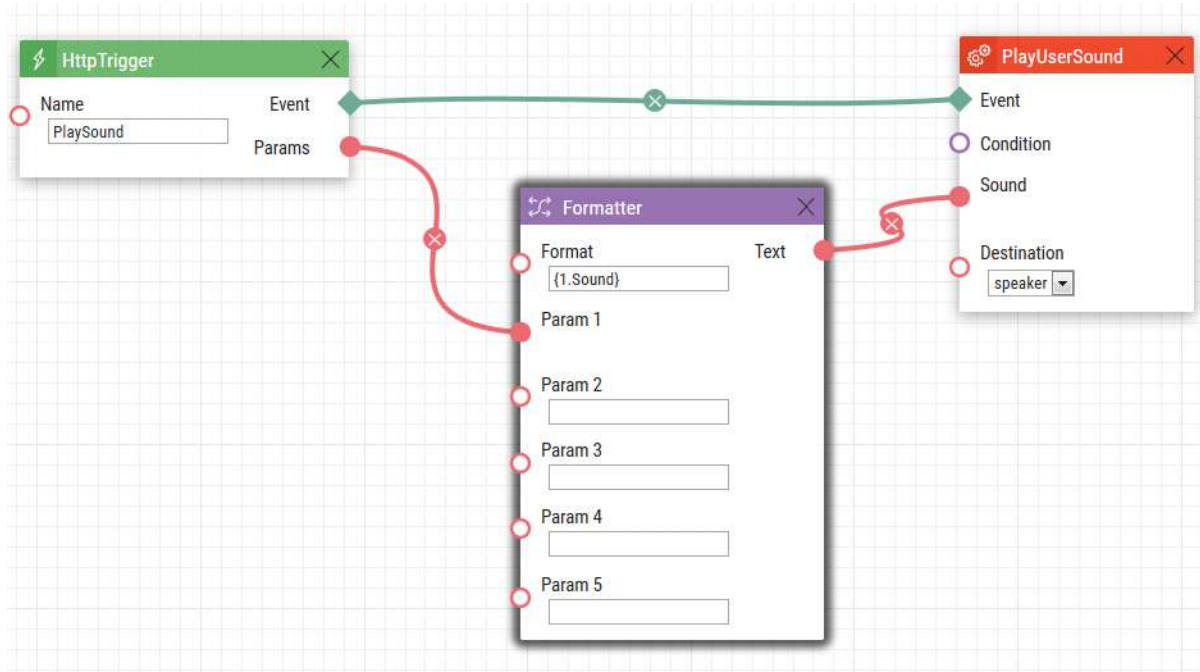 HttpTrigger
Name
Event
PlaySound
Params
PlayUserSound
Event
Condition
Sound
Destination
speaker
Formatter
Format
Text
{1.Sound}
Param 1
Param 2
Param 3
Param 4
Param 5